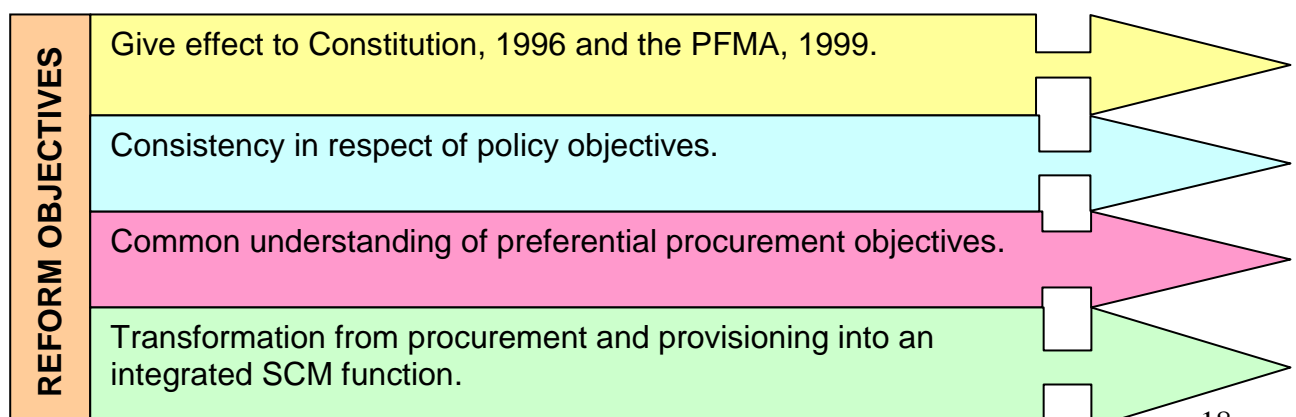 REFORM OBJECTIVES
Give effect to Constitution, 1996 and the PFMA, 1999.
Consistency in respect of policy objectives.
Common understanding of preferential procurement objectives.
Transformation from procurement and provisioning into an
integrated SCM function.